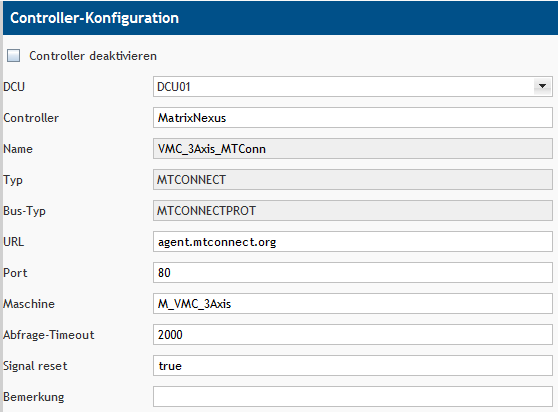 Controller-Konfiguration
Controller deaktivieren
DCU DCU01
Controller MatrixNexus
Name VMC_3Axis_MTConn
Typ MTCONNECT
Bus-Typ MTCONNECTPROT
URL agent.mtconnect.org
Port 80
Maschine M_VMC_3Axis
Abfrage-Timeout 2000
Signal reset true
Bemerkung